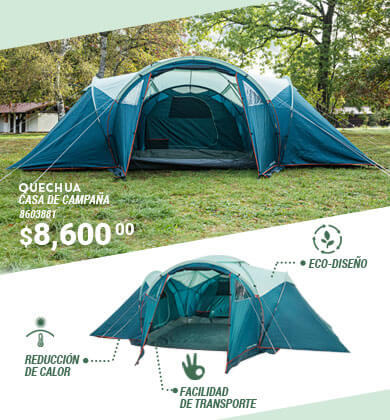 QUECHUA
CASA DE CAMPAÑA
8603881
$8,600.00
ECO-DISEÑO
REDUCCIÓN
DE CALOR
FACILIDAD
DE TRANSPORTE